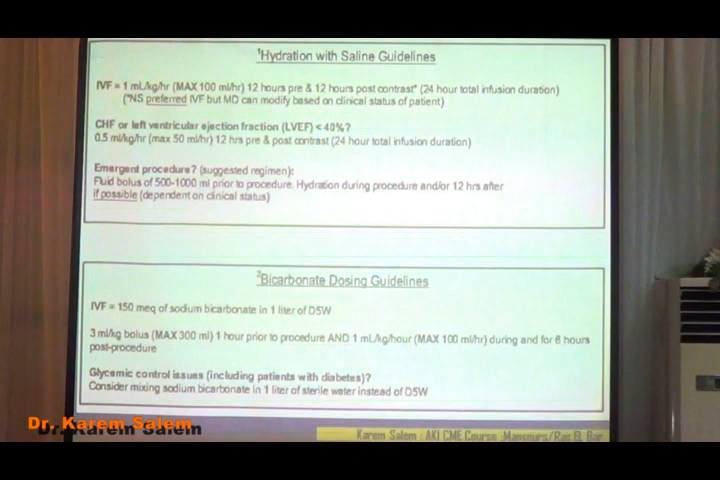 ¹Hydration with Saline Guidelines
IVF = 1 mL/kg/hr (MAX 100 ml/hr) 12 hours pre & 12 hours post contrast* (24 hour total infusion duration)
(*NS preferred IVF but MD can modify based on clinical status of patient)
CHF or left ventricular ejection fraction (LVEF) < 40%?
0.5 ml/kg/hr (max 50 ml/hr) 12 hrs pre & post contrast (24 hour total infusion duration)
Emergent procedure? (suggested regimen):
Fluid bolus of 500-1000 ml prior to procedure. Hydration during procedure and/or 12 hrs after
if possible (dependent on clinical status)
²Bicarbonate Dosing Guidelines
IVF = 150 meq of sodium bicarbonate in 1 liter of D5W
3 ml/kg bolus (MAX 300 ml) 1 hour prior to procedure AND 1 mL/kg/hour (MAX 100 ml/hr) during and for 6 hours
post-procedure
Glycemic control issues (including patients with diabetes)?
Consider mixing sodium bicarbonate in 1 liter of sterile water instead of D5W
Dr. Karem Salem
Dr. Karem Salem
Karem Salem : AKI CME Course :Mansoura/Ras El Bar